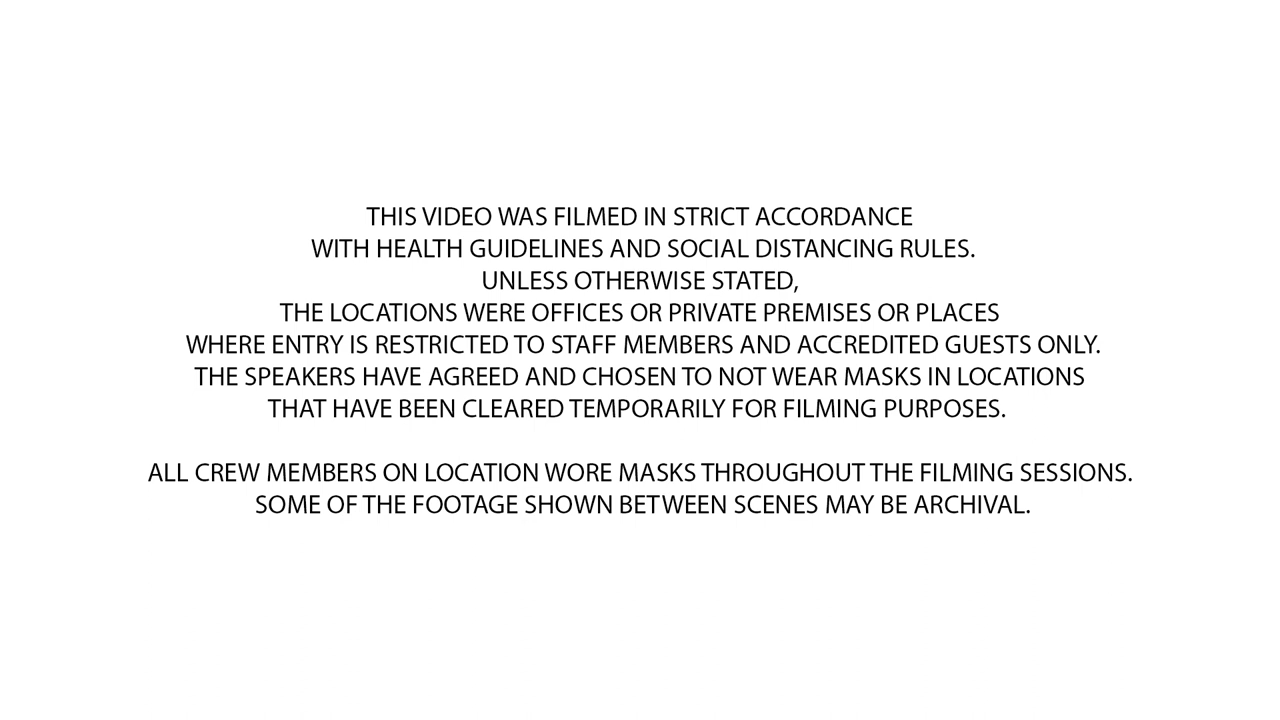 THIS VIDEO WAS FILMED IN STRICT ACCORDANCE
WITH HEALTH GUIDELINES AND SOCIAL DISTANCING RULES.
UNLESS OTHERWISE STATED,
THE LOCATIONS WERE OFFICES OR PRIVATE PREMISES OR PLACES
WHERE ENTRY IS RESTRICTED TO STAFF MEMBERS AND ACCREDITED GUESTS ONLY.
THE SPEAKERS HAVE AGREED AND CHOSEN TO NOT WEAR MASKS IN LOCATIONS
THAT HAVE BEEN CLEARED TEMPORARILY FOR FILMING PURPOSES.
ALL CREW MEMBERS ON LOCATION WORE MASKS THROUGHOUT THE FILMING SESSIONS.
SOME OF THE FOOTAGE SHOWN BETWEEN SCENES MAY BE ARCHIVAL.